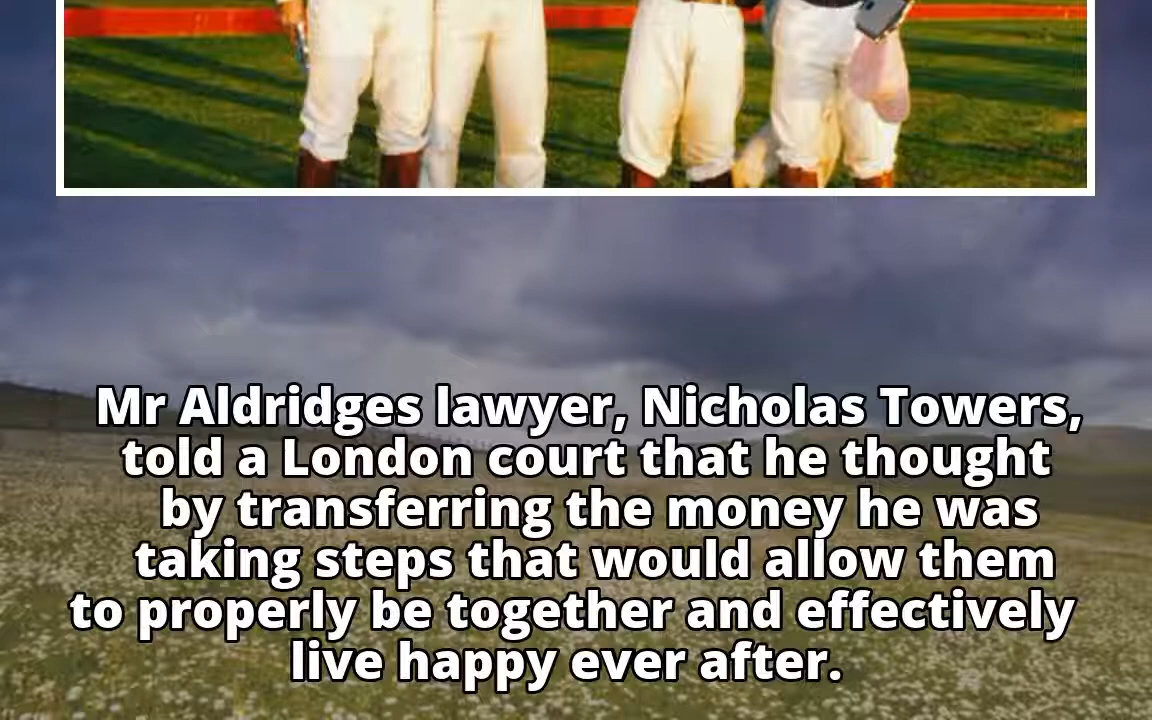 Mr Aldridges lawyer, Nicholas Towers,
told a London court that he thought
by transferring the money he was
taking steps that would allow them
to properly be together and effectively
live happy ever after.